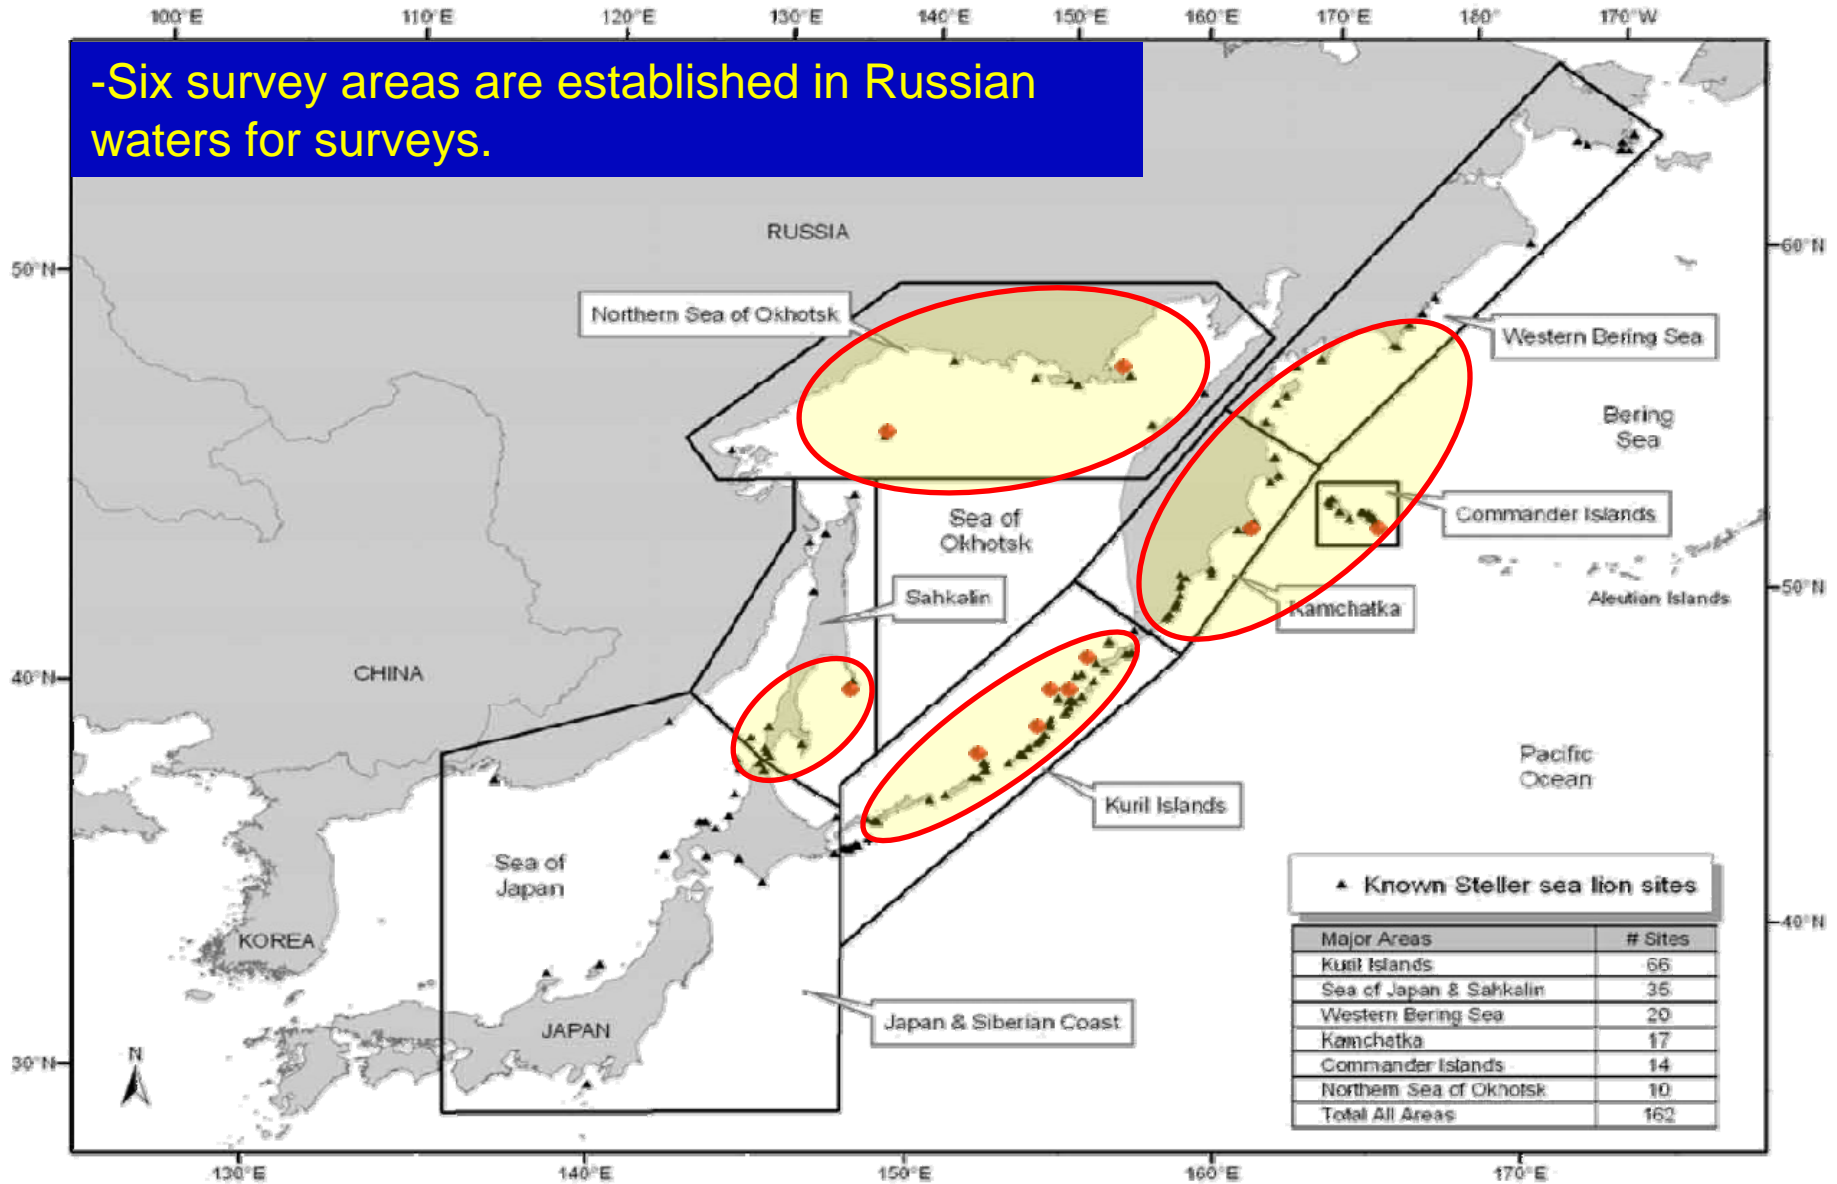 100°E 110°E 120°E 130°E 140°E 150°E 160°E 170°E 180° 170°W
-Six survey areas are established in Russian
waters for surveys.
RUSSIA
60°N
50°N
Northern Sea of Okhotsk
Western Bering Sea
Bering
Sea
Commander Islands
Sea of
Okhotsk
Sahkalin
Kamchatka
50°N
Aleutian Islands
CHINA
40°N
Pacific
Ocean
Kuril Islands
Sea of
Japan
Known Steller sea lion sites
40°N
KOREA
Major Areas # Sites
Kuril Islands 66
Sea of Japan & Sahkalin 35
Western Bering Sea 20
Kamchatka 17
Commander Islands 14
Northern Sea of Okhotsk 10
Total All Areas 162
Japan & Siberian Coast
JAPAN
N
30°N
130°E 140°E 150°E 160°E 170°E